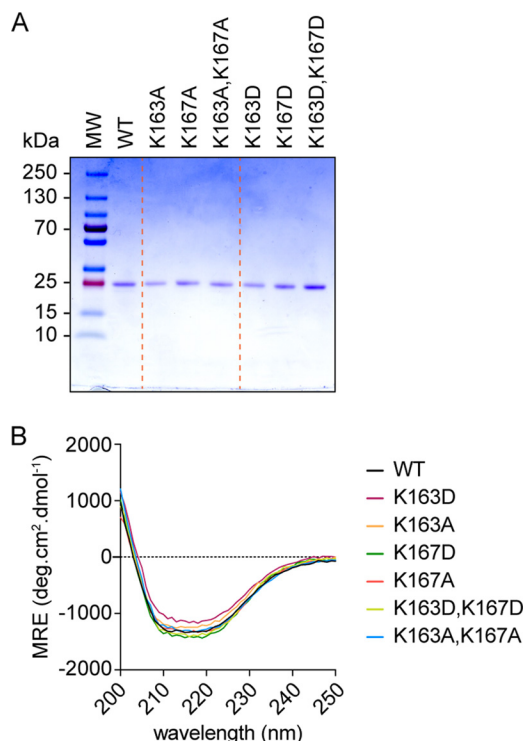 A
kDa
MW
WT
K163A
K167A
K163A,K167A
K163D
K167D
K163D,K167D
250
130
70
25
15
10
B
MRE (deg.cm².dmol⁻¹)
2000
1000
0
-1000
-2000
200
210
220
230
240
250
wavelength (nm)
WT
K163D
K163A
K167D
K167A
K163D,K167D
K163A,K167A